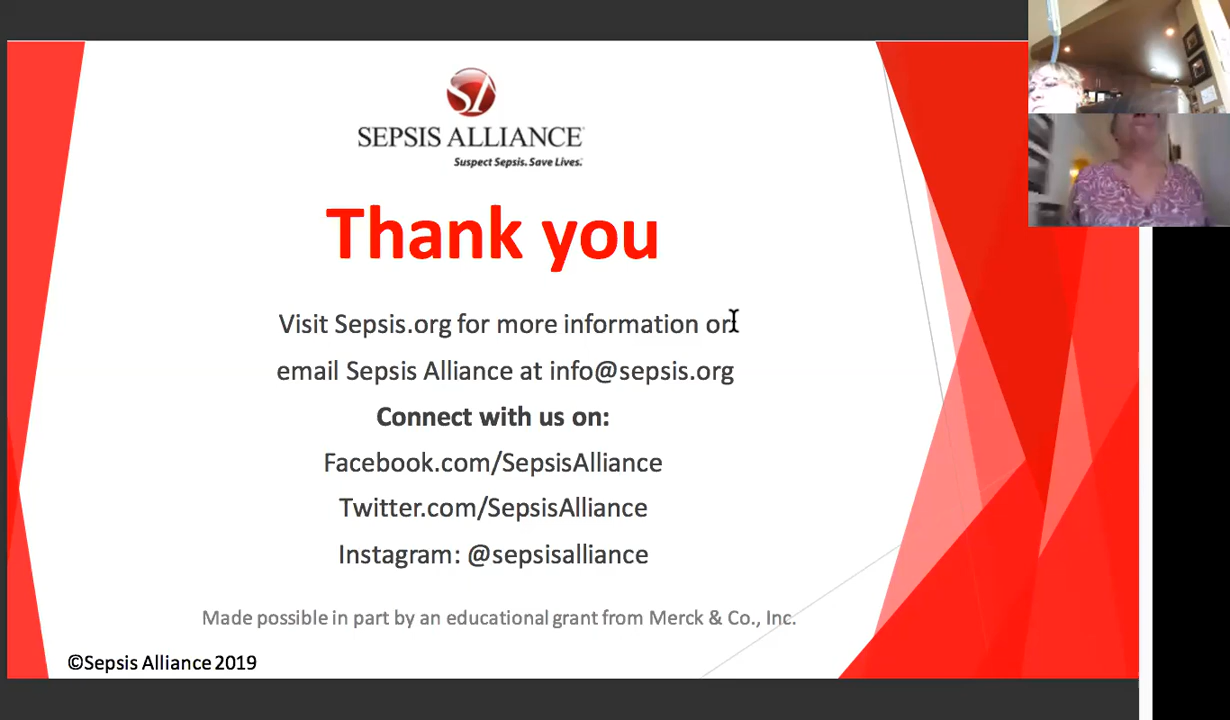 SA
SEPSIS ALLIANCE
Suspect Sepsis. Save Lives.
Thank you
Visit Sepsis.org for more information or
email Sepsis Alliance at info@sepsis.org
Connect with us on:
Facebook.com/SepsisAlliance
Twitter.com/SepsisAlliance
Instagram: @sepsisalliance
Made possible in part by an educational grant from Merck & Co., Inc.
©Sepsis Alliance 2019